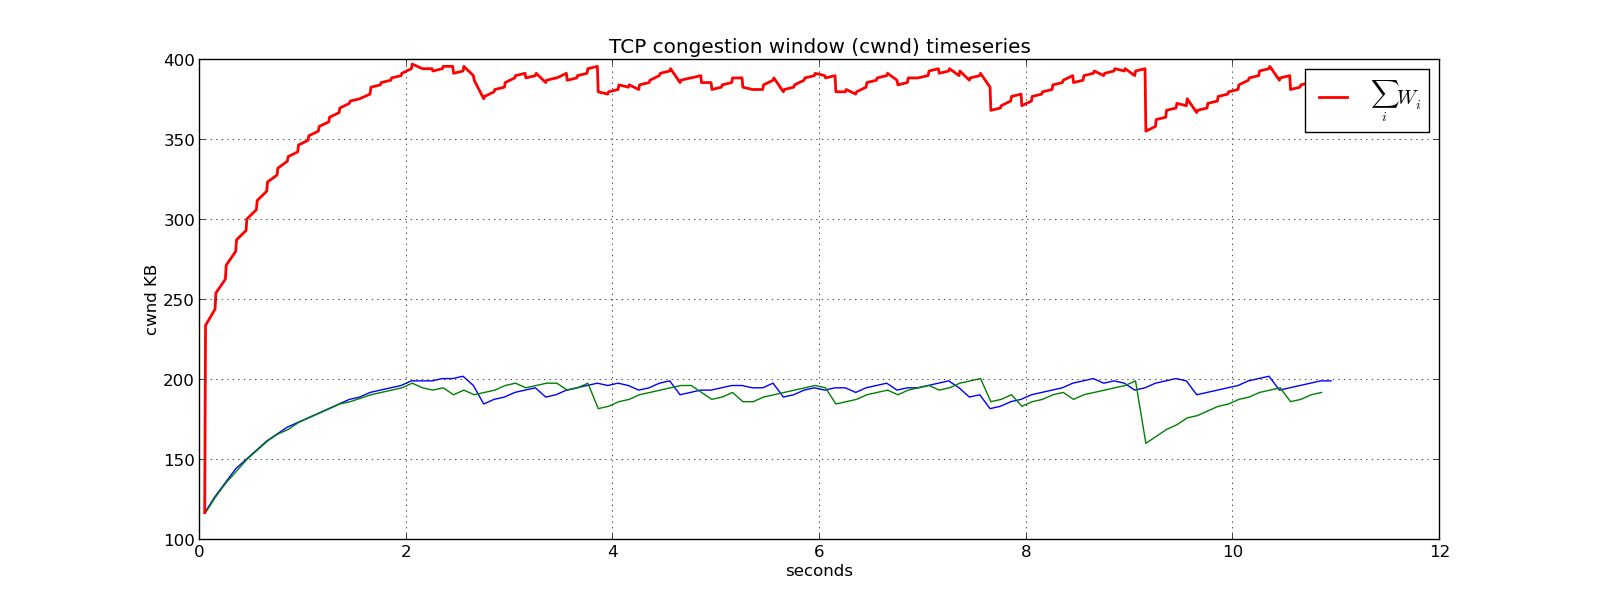 TCP congestion window (cwnd) timeseries
400
350
300
250
200
150
100
cwnd KB
∑ W_i
i
0 2 4 6 8 10 12
seconds